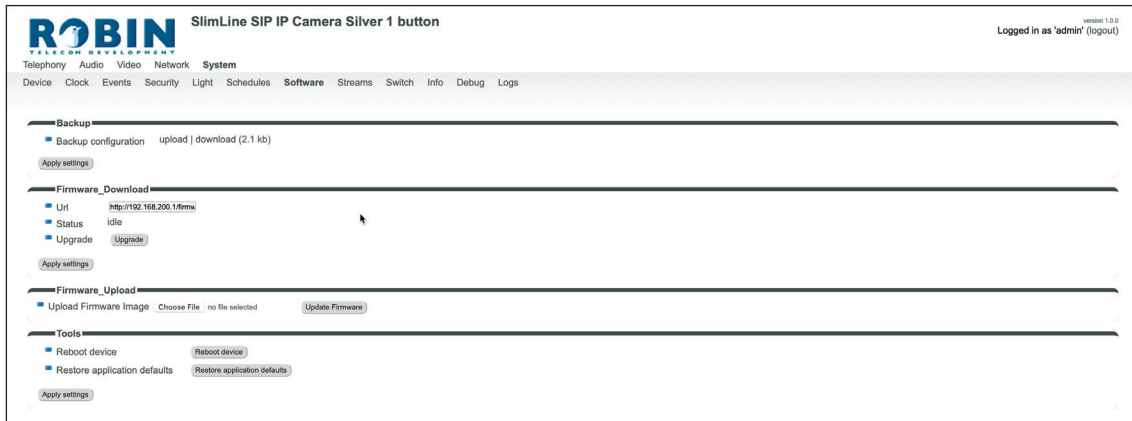 ROBIN
TELECOM DEVELOPMENT
SlimLine SIP IP Camera Silver 1 button
version 1.0.0
Logged in as 'admin' (logout)
Telephony Audio Video Network System
Device Clock Events Security Light Schedules Software Streams Switch Info Debug Logs
Backup
Backup configuration upload | download (2.1 kb)
Apply settings
Firmware_Download
Url http://192.168.200.1/firmw
Status idle
Upgrade Upgrade
Apply settings
Firmware_Upload
Upload Firmware Image Choose File no file selected Update Firmware
Tools
Reboot device Reboot device
Restore application defaults Restore application defaults
Apply settings